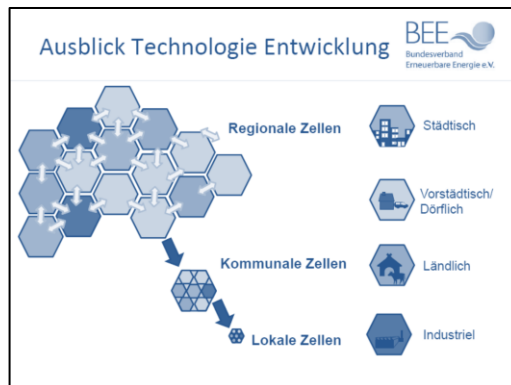 Ausblick Technologie Entwicklung
BEE
Bundesverband
Erneuerbare Energie e.V.
Regionale Zellen
Städtisch
Vorstädtisch/
Dörflich
Kommunale Zellen
Ländlich
Lokale Zellen
Industriel